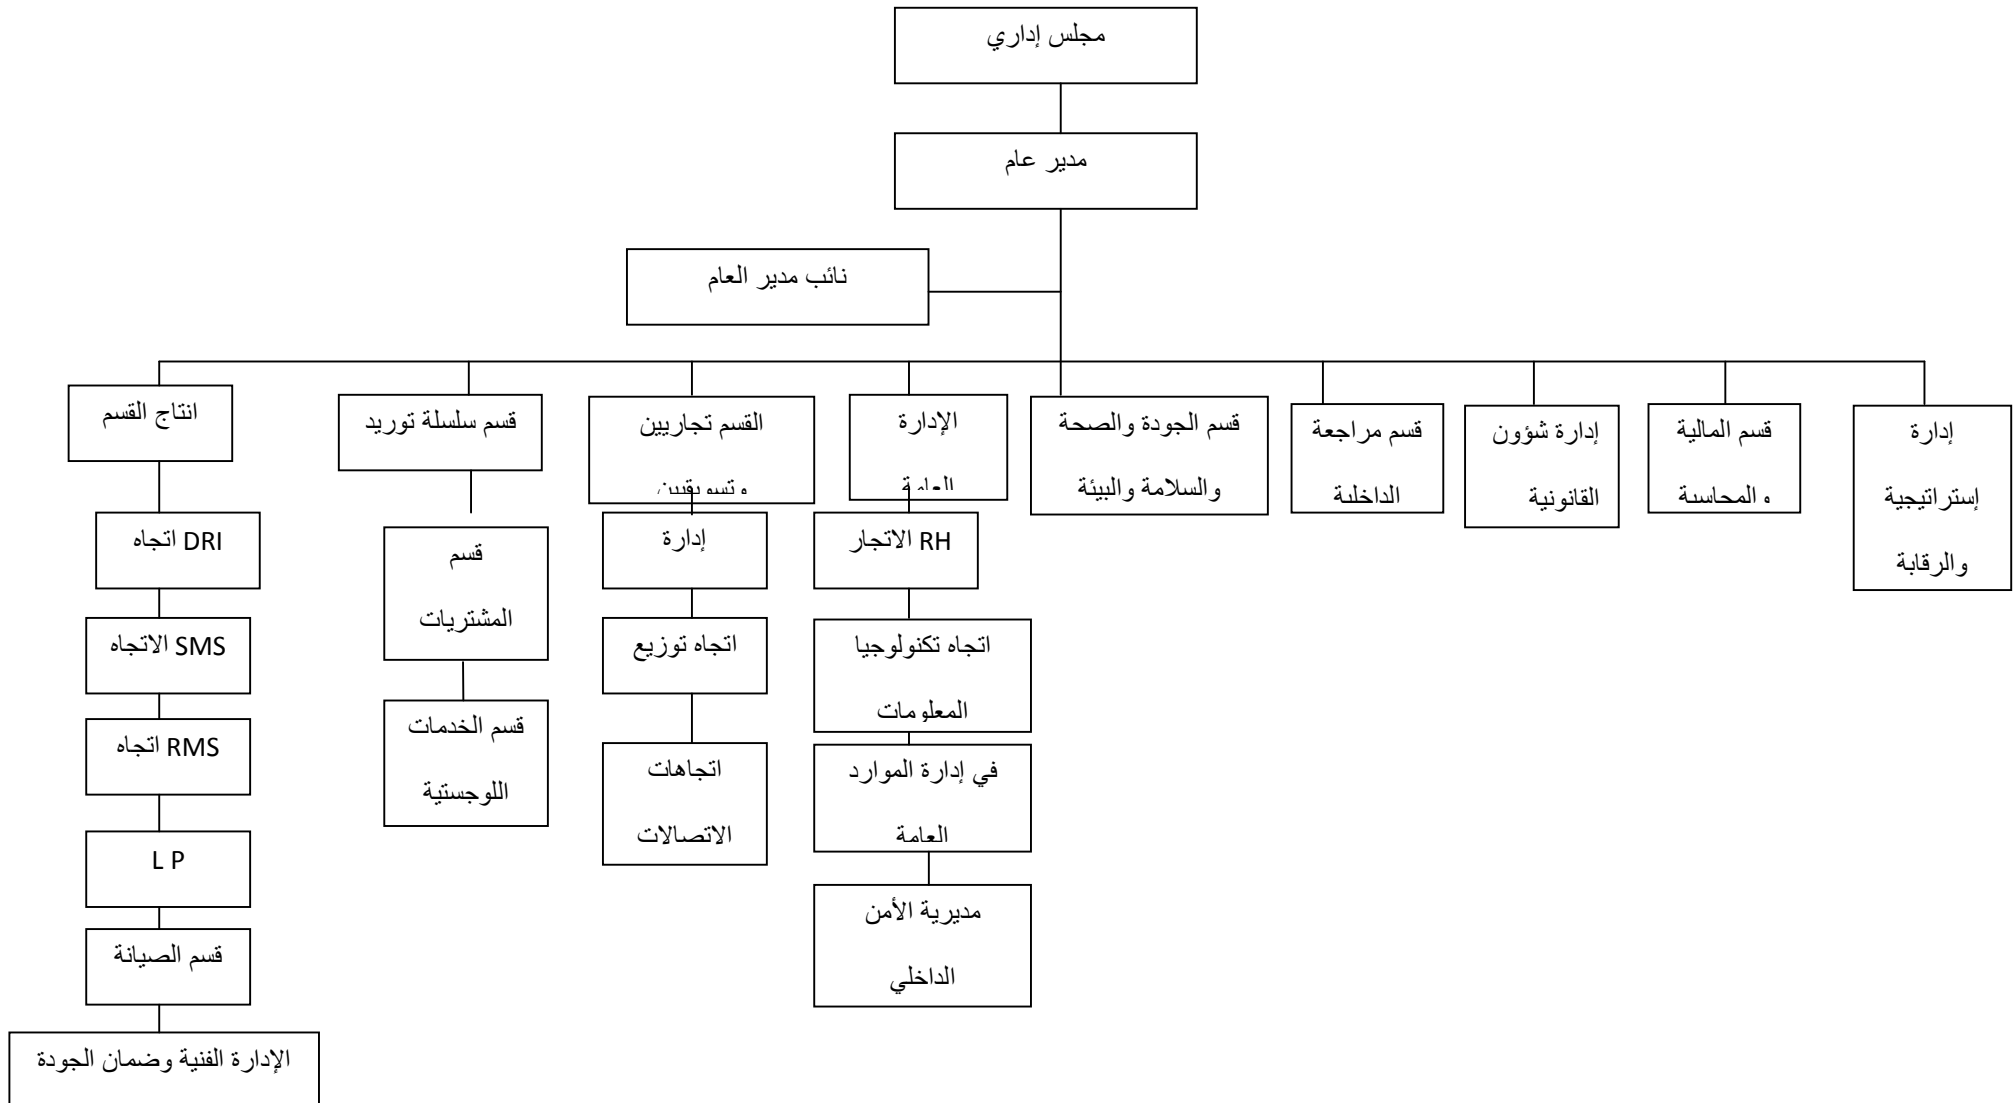 مجلس إداري
مدير عام
نائب مدير العام
إدارة
إستراتيجية
والرقابة
قسم المالية
والمحاسبة
إدارة شؤون
القانونية
قسم مراجعة
الداخلية
قسم الجودة والصحة
والسلامة والبيئة
الإدارة
العامة
RH الاتجار
اتجاه تكنولوجيا
المعلومات
في إدارة الموارد
العامة
مديرية الأمن
الداخلي
القسم تجاريين
وتسويقيين
إدارة
اتجاه توزيع
اتجاهات
الاتصالات
قسم سلسلة توريد
قسم
المشتريات
قسم الخدمات
اللوجستية
انتاج القسم
DRI اتجاه
SMS الاتجاه
RMS اتجاه
L P
قسم الصيانة
الإدارة الفنية وضمان الجودة